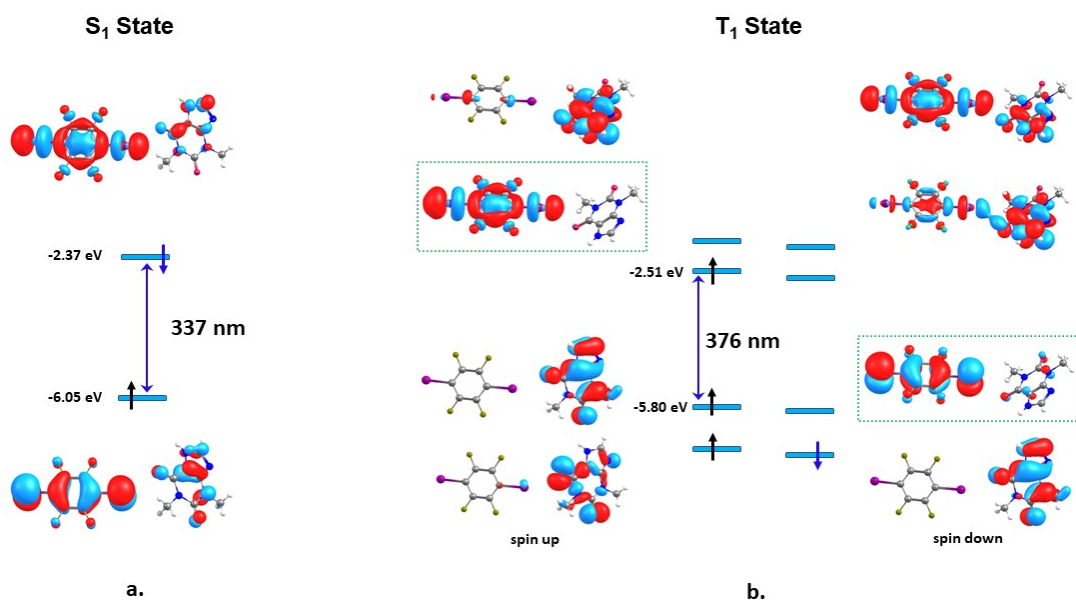 S₁ State
T₁ State
-2.37 eV
337 nm
-6.05 eV
-2.51 eV
376 nm
-5.80 eV
spin up
spin down
a.
b.